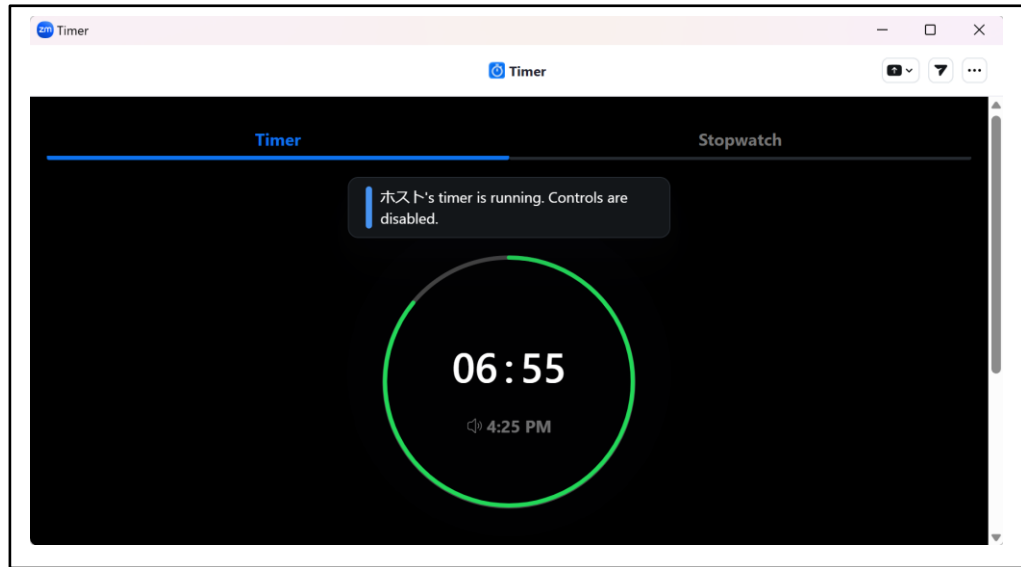 zm Timer
Timer
Timer
Stopwatch
ホスト's timer is running. Controls are
disabled.
06:55
4:25 PM